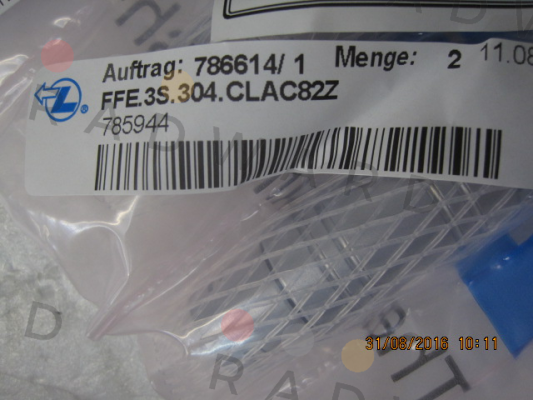 Auftrag: 786614/ 1 Menge: 2 11.08
FFE.3S.304.CLAC82Z
785944
31/08/2016 10:11